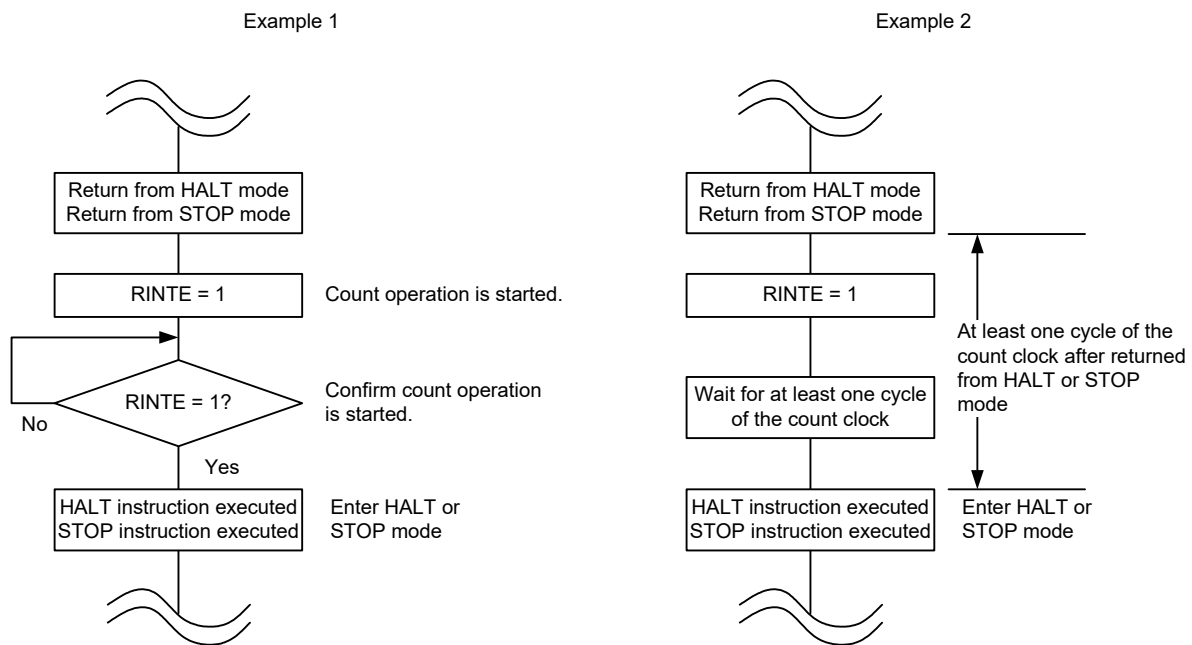 Example 1
Return from HALT mode
Return from STOP mode
RINTE = 1
Count operation is started.
RINTE = 1?
Confirm count operation
is started.
No
Yes
HALT instruction executed
STOP instruction executed
Enter HALT or
STOP mode
Example 2
Return from HALT mode
Return from STOP mode
RINTE = 1
At least one cycle of the
count clock after returned
from HALT or STOP
mode
Wait for at least one cycle
of the count clock
HALT instruction executed
STOP instruction executed
Enter HALT or
STOP mode